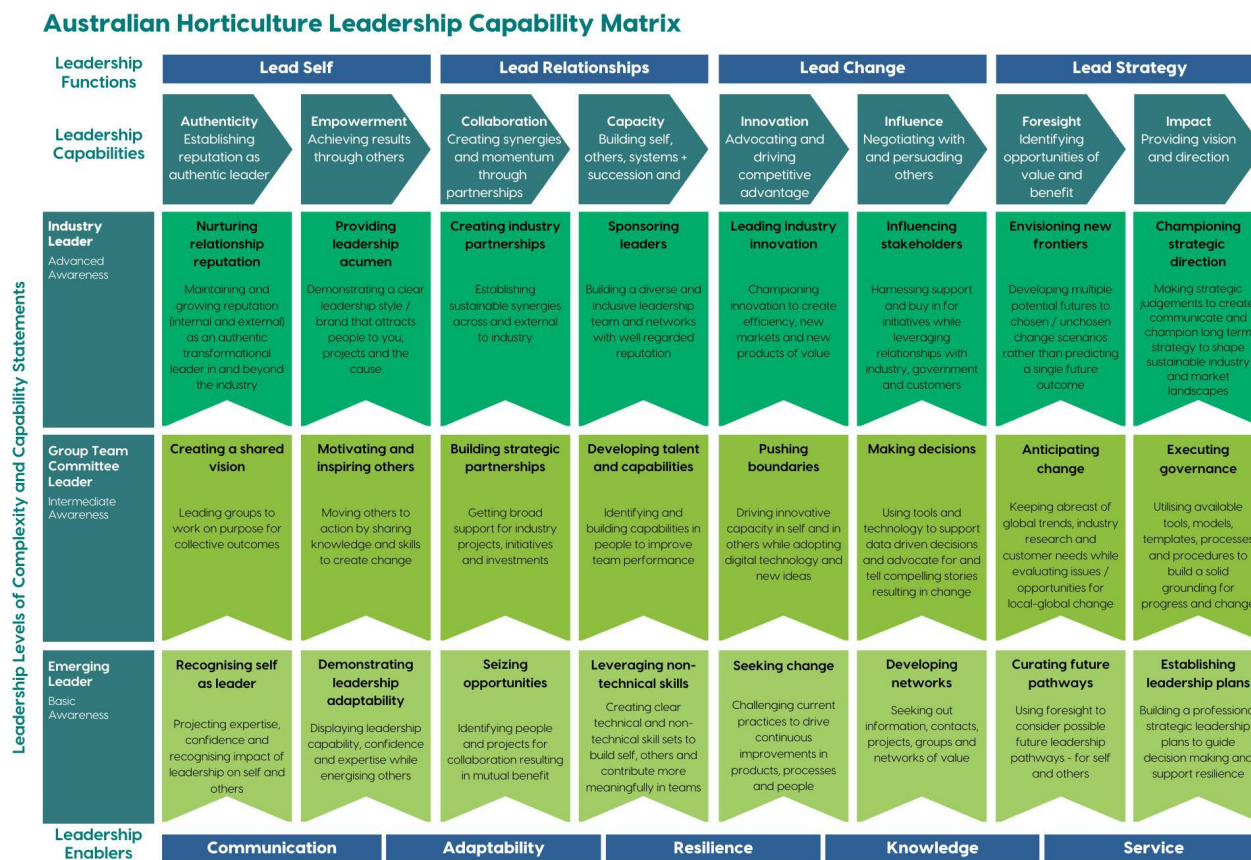 Australian Horticulture Leadership Capability Matrix
Leadership
Functions
Lead Self
Lead Relationships
Lead Change
Lead Strategy
Leadership
Capabilities
Authenticity
Establishing
reputation as
authentic leader
Empowerment
Achieving results
through others
Collaboration
Creating synergies
and momentum
through
partnerships
Capacity
Building self,
others, systems +
succession and
Innovation
Advocating and
driving
competitive
advantage
Influence
Negotiating with
and persuading
others
Foresight
Identifying
opportunities of
value and
benefit
Impact
Providing vision
and direction
Leadership Levels of Complexity and Capability Statements
Industry
Leader
Advanced
Awareness
Nurturing
relationship
reputation
Maintaining and
growing reputation
(internal and external)
as an authentic
transformational
leader in and beyond
the industry
Providing
leadership
acumen
Demonstrating a clear
leadership style /
brand that attracts
people to you,
projects and the
cause
Creating industry
partnerships
Establishing
sustainable synergies
across and external
to industry
Sponsoring
leaders
Building a diverse and
inclusive leadership
team and networks
with well regarded
reputation
Leading industry
innovation
Championing
innovation to create
efficiency, new
markets and new
products of value
Influencing
stakeholders
Harnessing support
and buy in for
initiatives while
leveraging
relationships with
industry, government
and customers
Envisioning new
frontiers
Developing multiple
potential futures to
chosen / unchosen
change scenarios
rather than predicting
a single future
outcome
Championing
strategic
direction
Making strategic
judgements to create
communicate and
champion long term
strategy to shape
sustainable industry
and market
landscapes
Group Team
Committee
Leader
Intermediate
Awareness
Creating a shared
vision
Leading groups to
work on purpose for
collective outcomes
Motivating and
inspiring others
Moving others to
action by sharing
knowledge and skills
to create change
Building strategic
partnerships
Getting broad
support for industry
projects, initiatives
and investments
Developing talent
and capabilities
Identifying and
building capabilities in
people to improve
team performance
Pushing
boundaries
Driving innovative
capacity in self and in
others while adopting
digital technology and
new ideas
Making decisions
Using tools and
technology to support
data driven decisions
and advocate for and
tell compelling stories
resulting in change
Anticipating
change
Keeping abreast of
global trends, industry
research and
customer needs while
evaluating issues /
opportunities for
local-global change
Executing
governance
Utilising available
tools, models,
templates, processes
and procedures to
build a solid
grounding for
progress and change
Emerging
Leader
Basic
Awareness
Recognising self
as leader
Projecting expertise,
confidence and
recognising impact of
leadership on self and
others
Demonstrating
leadership
adaptability
Displaying leadership
capability, confidence
and expertise while
energising others
Seizing
opportunities
Identifying people
and projects for
collaboration resulting
in mutual benefit
Leveraging non-
technical skills
Creating clear
technical and non-
technical skill sets to
build self, others and
contribute more
meaningfully in teams
Seeking change
Challenging current
practices to drive
continuous
improvements in
products, processes
and people
Developing
networks
Seeking out
information, contacts,
projects, groups and
networks of value
Curating future
pathways
Using foresight to
consider possible
future leadership
pathways - for self
and others
Establishing
leadership plans
Building a professional
strategic leadership
plans to guide
decision making and
support resilience
Leadership
Enablers
Communication
Adaptability
Resilience
Knowledge
Service